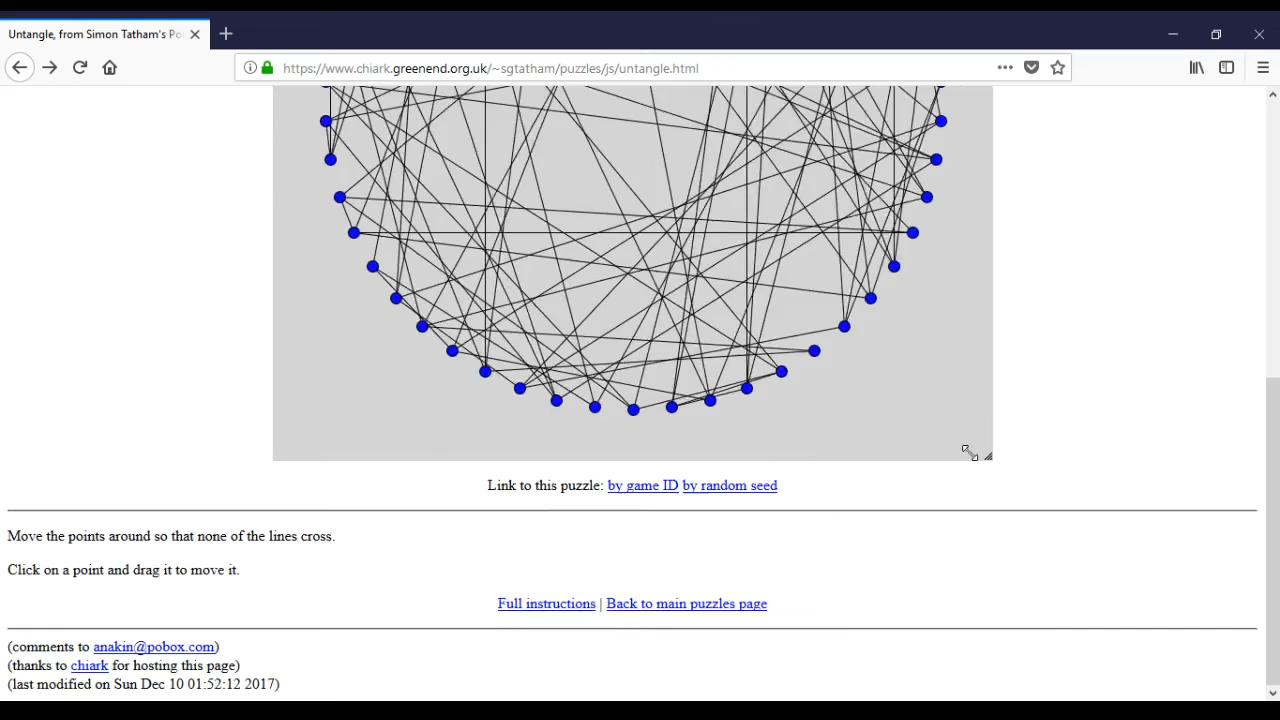 Untangle, from Simon Tatham's Po
https://www.chiark.greenend.org.uk/~sgtatham/puzzles/js/untangle.html
Link to this puzzle: by game ID by random seed
Move the points around so that none of the lines cross.
Click on a point and drag it to move it.
Full instructions | Back to main puzzles page
(comments to anakin@pobox.com)
(thanks to chiark for hosting this page)
(last modified on Sun Dec 10 01:52:12 2017)